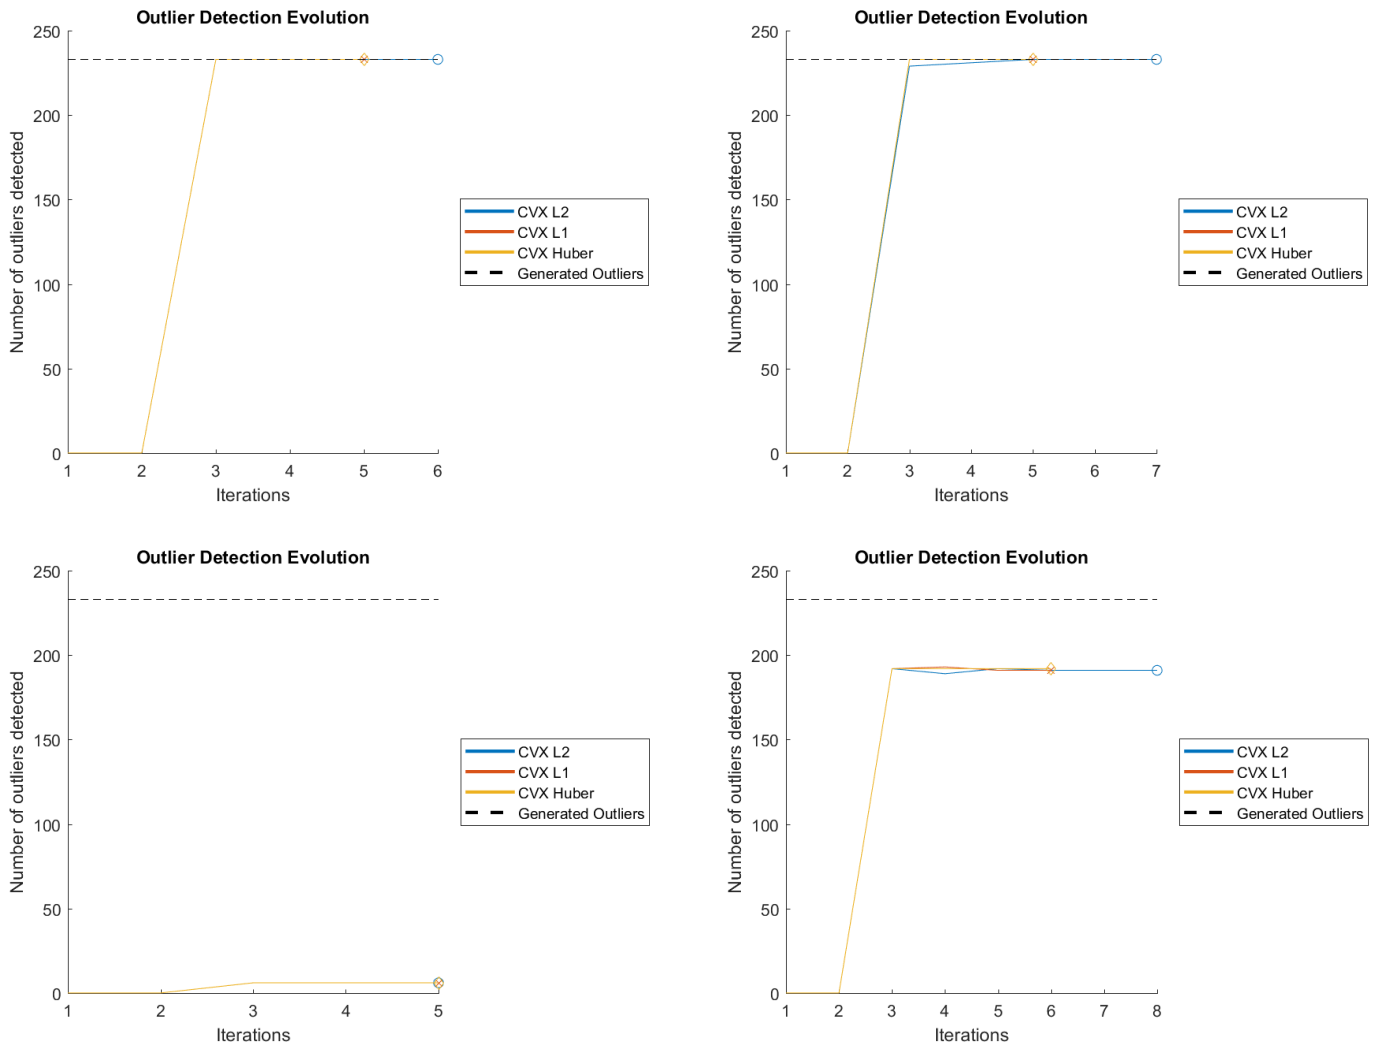 Outlier Detection Evolution
250
200
150
100
50
0
1 2 3 4 5 6
Iterations
Number of outliers detected
CVX L2
CVX L1
CVX Huber
Generated Outliers
Outlier Detection Evolution
250
200
150
100
50
0
1 2 3 4 5 6 7
Iterations
Number of outliers detected
CVX L2
CVX L1
CVX Huber
Generated Outliers
Outlier Detection Evolution
250
200
150
100
50
0
1 2 3 4 5
Iterations
Number of outliers detected
CVX L2
CVX L1
CVX Huber
Generated Outliers
Outlier Detection Evolution
250
200
150
100
50
0
1 2 3 4 5 6 7 8
Iterations
Number of outliers detected
CVX L2
CVX L1
CVX Huber
Generated Outliers